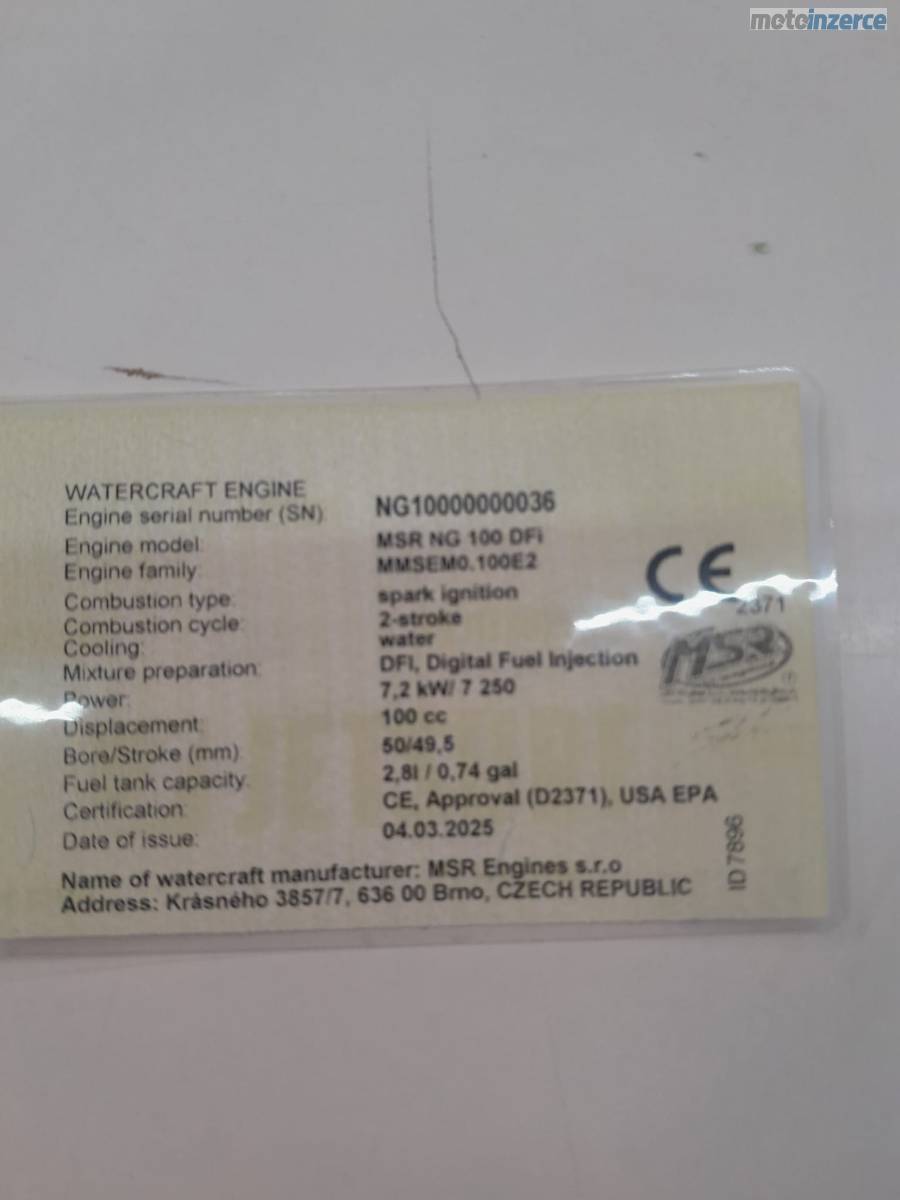 motoinzerce
WATERCRAFT ENGINE
Engine serial number (SN): NG10000000036
Engine model: MSR NG 100 DFi
Engine family: MMSEM0.100E2
Combustion type: spark ignition
Combustion cycle: 2-stroke
Cooling: water
Mixture preparation: DFI, Digital Fuel Injection
Power: 7,2 kW/ 7 250
Displacement: 100 cc
Bore/Stroke (mm) 50/49,5
Fuel tank capacity: 2,8l / 0,74 gal
Certification: CE, Approval (D2371), USA EPA
Date of issue: 04.03.2025
Name of watercraft manufacturer: MSR Engines s.r.o
Address: Krásného 3857/7, 636 00 Brno, CZECH REPUBLIC
CE
2371
MSR
ID7896